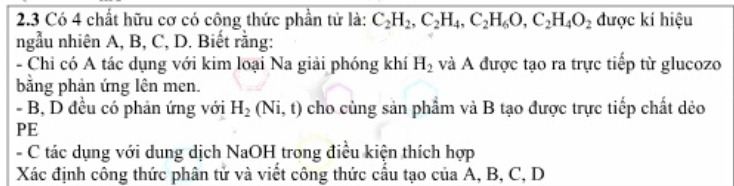 2.3 Có 4 chất hữu cơ có công thức phân tử là: C₂H₂, C₂H₄, C₂H₆O, C₂H₄O₂ được kí hiệu
ngẫu nhiên A, B, C, D. Biết rằng:
- Chỉ có A tác dụng với kim loại Na giải phóng khí H₂ và A được tạo ra trực tiếp từ glucozo
bằng phản ứng lên men.
- B, D đều có phản ứng với H₂ (Ni, t) cho cùng sản phẩm và B tạo được trực tiếp chất dẻo
PE
- C tác dụng với dung dịch NaOH trong điều kiện thích hợp
Xác định công thức phân tử và viết công thức cấu tạo của A, B, C, D